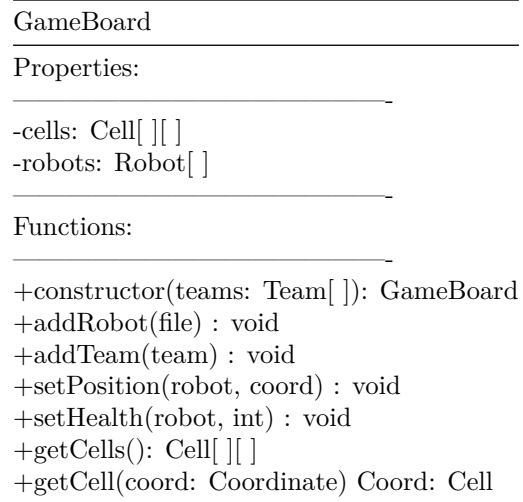 GameBoard
Properties:
-
-cells: Cell[ ][ ]
-robots: Robot[ ]
-
Functions:
-
+constructor(teams: Team[ ]): GameBoard
+addRobot(file) : void
+addTeam(team) : void
+setPosition(robot, coord) : void
+setHealth(robot, int) : void
+getCells(): Cell[ ][ ]
+getCell(coord: Coordinate) Coord: Cell